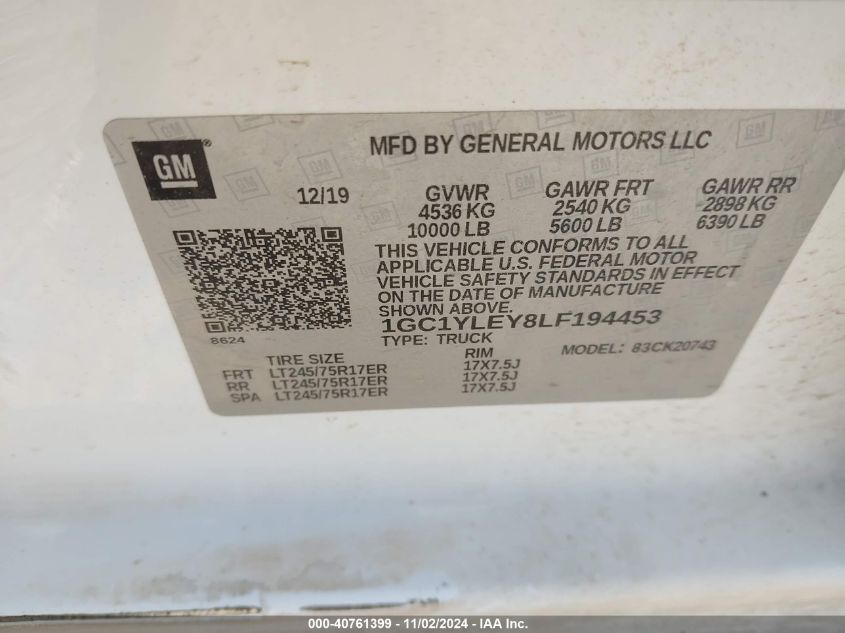 GM®
MFD BY GENERAL MOTORS LLC
12/19
GVWR GAWR FRT GAWR RR
4536 KG 2540 KG 2898 KG
10000 LB 5600 LB 6390 LB
THIS VEHICLE CONFORMS TO ALL
APPLICABLE U.S. FEDERAL MOTOR
VEHICLE SAFETY STANDARDS IN EFFECT
ON THE DATE OF MANUFACTURE
SHOWN ABOVE.
1GC1YLEY8LF194453
8624
TYPE: TRUCK
MODEL: 83CK20743
TIRE SIZE RIM
FRT LT245/75R17ER 17X7.5J
RR LT245/75R17ER 17X7.5J
SPA LT245/75R17ER 17X7.5J
000-40761399 - 11/02/2024 - IAA Inc.